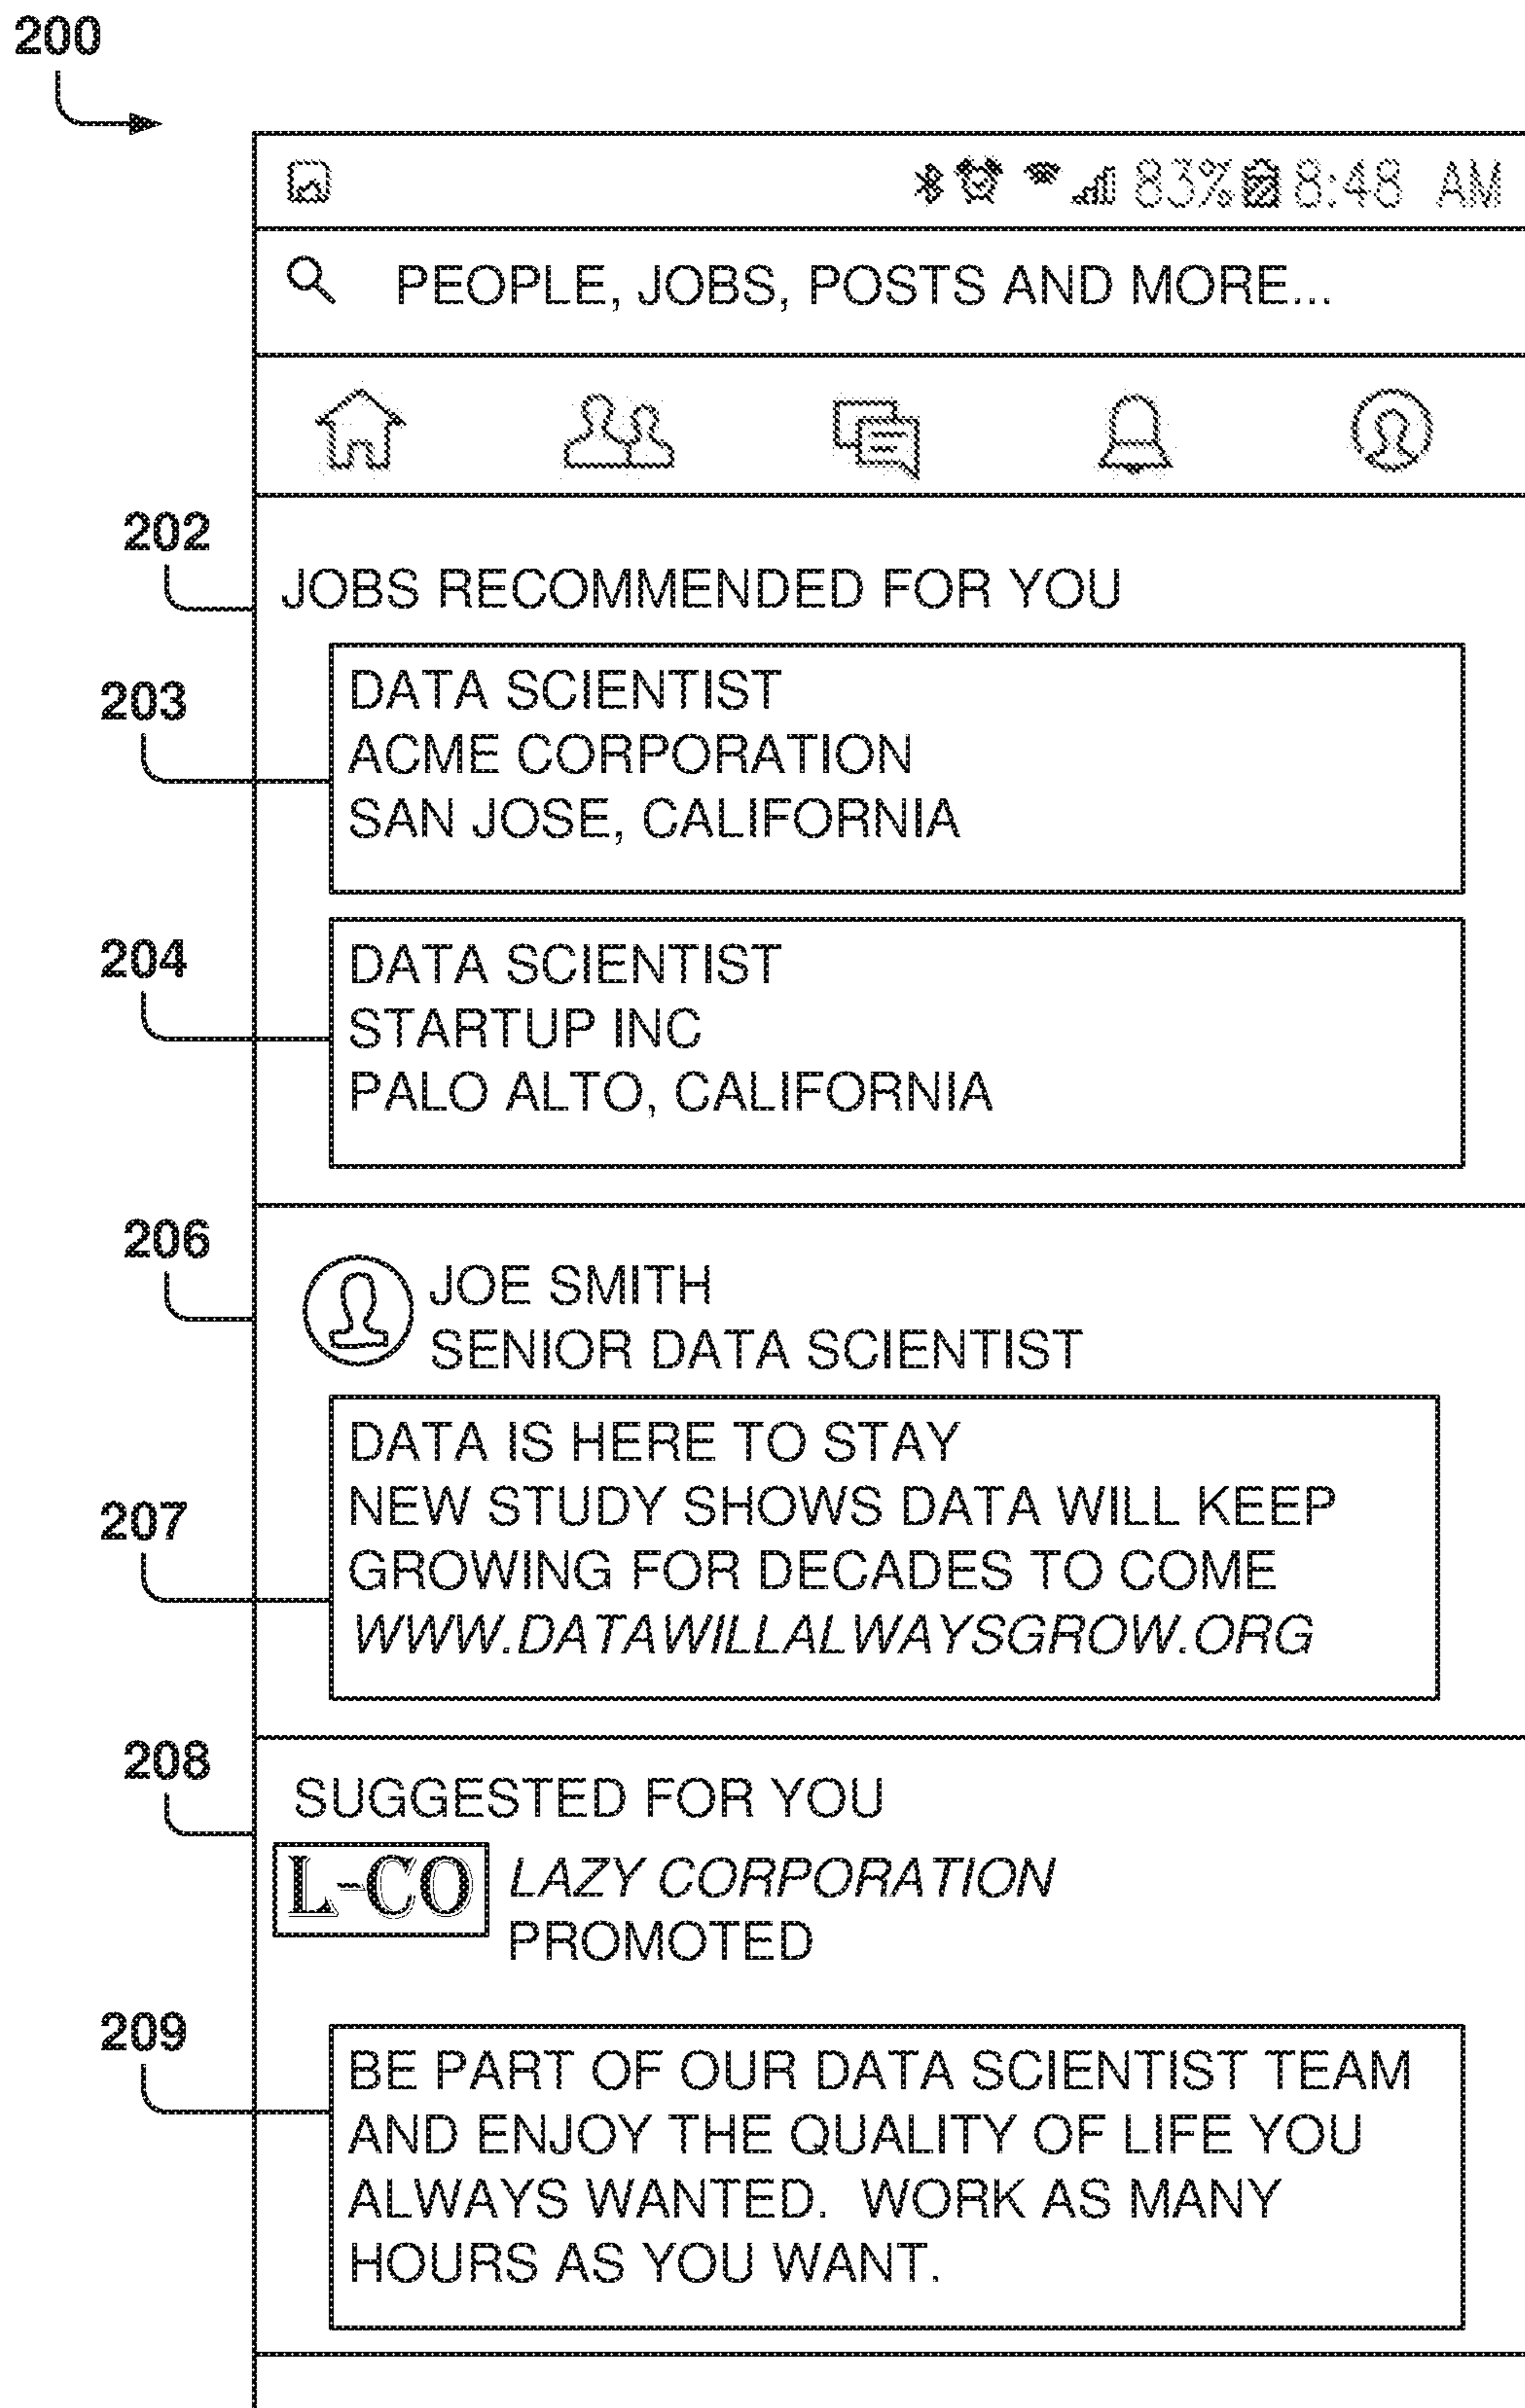 200
83% 8:48 AM
PEOPLE, JOBS, POSTS AND MORE...
202
JOBS RECOMMENDED FOR YOU
203
DATA SCIENTIST
ACME CORPORATION
SAN JOSE, CALIFORNIA
204
DATA SCIENTIST
STARTUP INC
PALO ALTO, CALIFORNIA
206
JOE SMITH
SENIOR DATA SCIENTIST
207
DATA IS HERE TO STAY
NEW STUDY SHOWS DATA WILL KEEP
GROWING FOR DECADES TO COME
WWW.DATAWILLALWAYSGROW.ORG
208
SUGGESTED FOR YOU
L-CO LAZY CORPORATION
PROMOTED
209
BE PART OF OUR DATA SCIENTIST TEAM
AND ENJOY THE QUALITY OF LIFE YOU
ALWAYS WANTED. WORK AS MANY
HOURS AS YOU WANT.